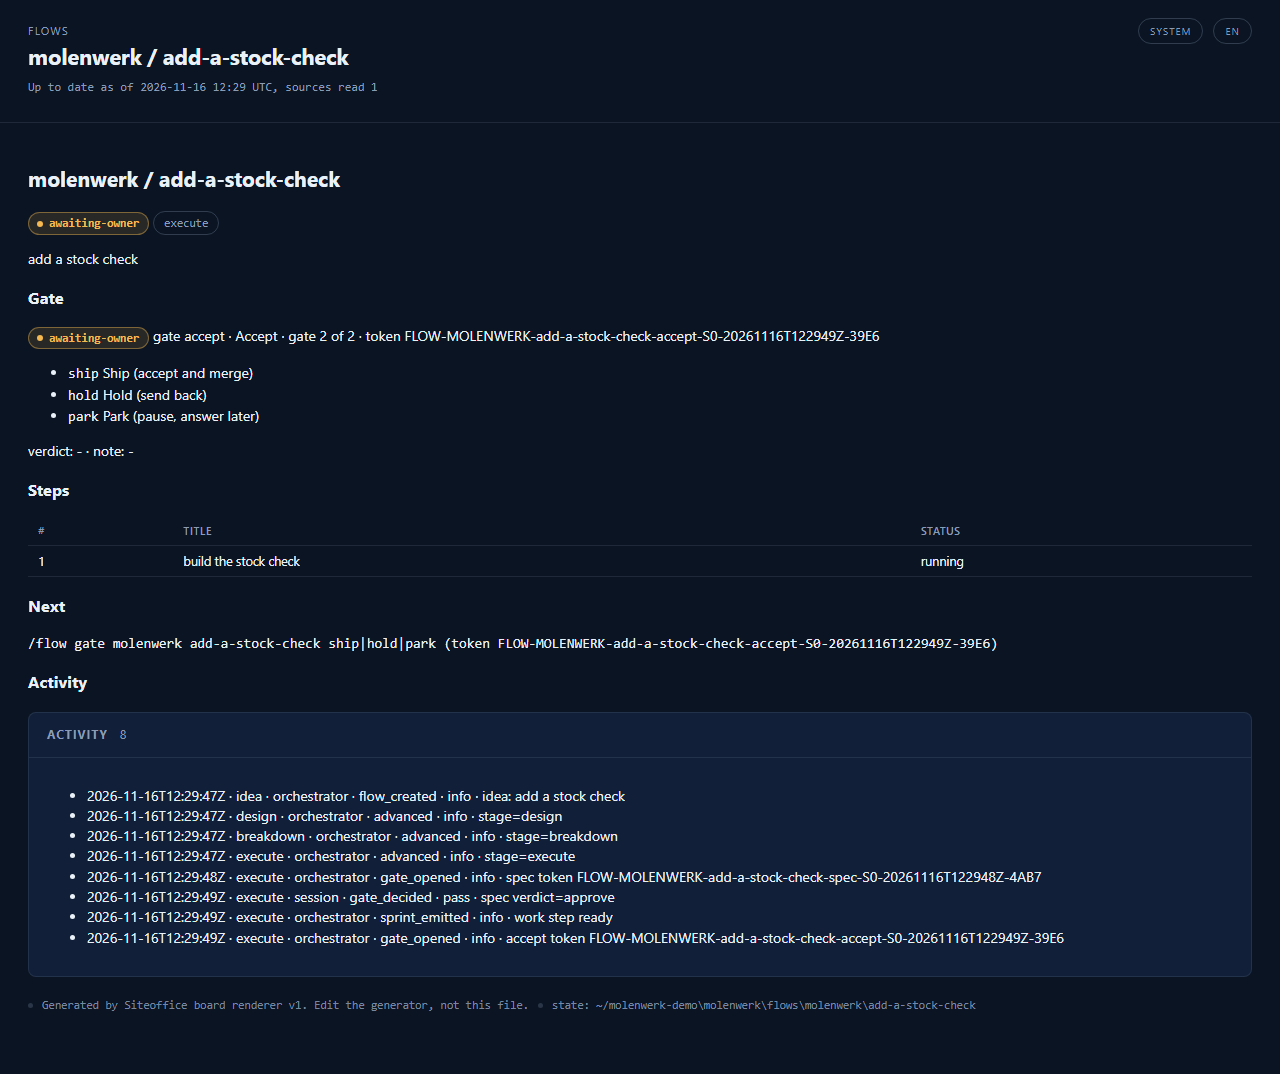 FLOWS
SYSTEM
EN
molenwerk / add-a-stock-check
Up to date as of 2026-11-16 12:29 UTC, sources read 1
molenwerk / add-a-stock-check
awaiting-owner
execute
add a stock check
Gate
awaiting-owner gate accept · Accept · gate 2 of 2 · token FLOW-MOLENWERK-add-a-stock-check-accept-S0-20261116T122949Z-39E6
ship Ship (accept and merge)
hold Hold (send back)
park Park (pause, answer later)
verdict: - · note: -
Steps
# TITLE STATUS
1 build the stock check running
Next
/flow gate molenwerk add-a-stock-check ship|hold|park (token FLOW-MOLENWERK-add-a-stock-check-accept-S0-20261116T122949Z-39E6)
Activity
ACTIVITY 8
2026-11-16T12:29:47Z · idea · orchestrator · flow_created · info · idea: add a stock check
2026-11-16T12:29:47Z · design · orchestrator · advanced · info · stage=design
2026-11-16T12:29:47Z · breakdown · orchestrator · advanced · info · stage=breakdown
2026-11-16T12:29:47Z · execute · orchestrator · advanced · info · stage=execute
2026-11-16T12:29:48Z · execute · orchestrator · gate_opened · info · spec token FLOW-MOLENWERK-add-a-stock-check-spec-S0-20261116T122948Z-4AB7
2026-11-16T12:29:49Z · execute · session · gate_decided · pass · spec verdict=approve
2026-11-16T12:29:49Z · execute · orchestrator · sprint_emitted · info · work step ready
2026-11-16T12:29:49Z · execute · orchestrator · gate_opened · info · accept token FLOW-MOLENWERK-add-a-stock-check-accept-S0-20261116T122949Z-39E6
Generated by Siteoffice board renderer v1. Edit the generator, not this file.
state: ~/molenwerk-demo\molenwerk\flows\molenwerk\add-a-stock-check